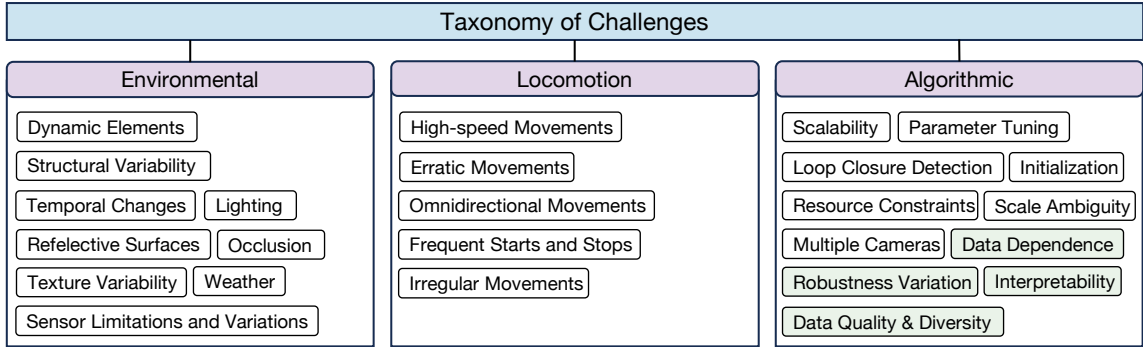 Taxonomy of Challenges
Environmental
Dynamic Elements
Structural Variability
Temporal Changes Lighting
Refelective Surfaces Occlusion
Texture Variability Weather
Sensor Limitations and Variations
Locomotion
High-speed Movements
Erratic Movements
Omnidirectional Movements
Frequent Starts and Stops
Irregular Movements
Algorithmic
Scalability Parameter Tuning
Loop Closure Detection Initialization
Resource Constraints Scale Ambiguity
Multiple Cameras Data Dependence
Robustness Variation Interpretability
Data Quality & Diversity